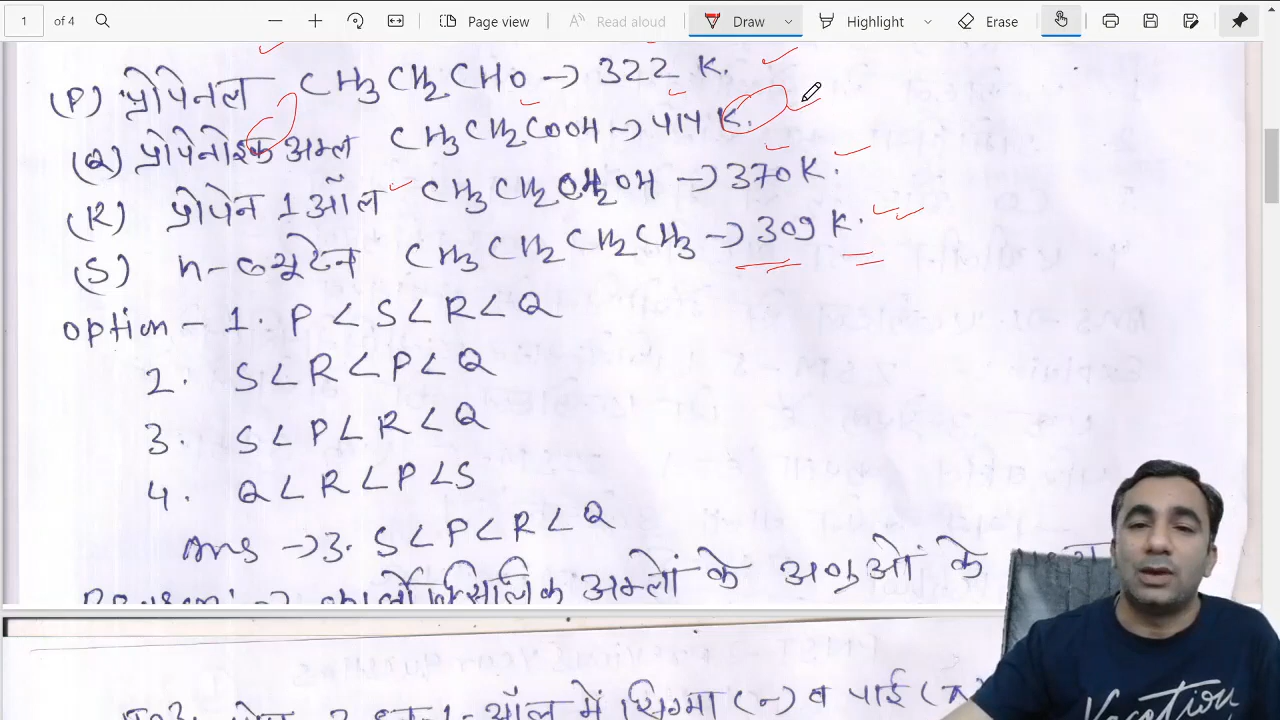 1 of 4 Page view Read aloud Draw Highlight Erase
(P) प्रोपेनल CH3CH2CHO → 322 K.
(Q) प्रोपेनोइक अम्ल CH3CH2COOH → 414 K.
(R) प्रोपेन 1 ऑल CH3CH2CH2OH → 370 K.
(S) n-ब्यूटेन CH3CH2CH2CH3 → 309 K.
option - 1. P < S < R < Q
2. S < R < P < Q
3. S < P < R < Q
4. Q < R < P < S
Ans → 3. S < P < R < Q
कार्बोक्सिलिक अम्लों के अणुओं के
ऑल में सिग्मा (σ) व पाई (π)
Vacation